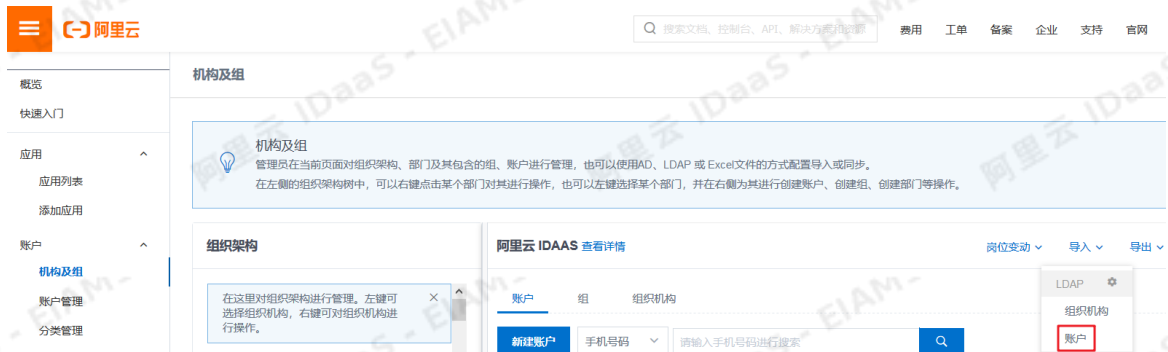 阿里云
搜索文档、控制台、API、解决方案和资源
费用 工单 备案 企业 支持 官网
概览
快速入门
应用
应用列表
添加应用
账户
机构及组
账户管理
分类管理
机构及组
机构及组
管理员在当前页面对组织架构、部门及其包含的组、账户进行管理，也可以使用AD、LDAP 或 Excel文件的方式配置导入或同步。
在左侧的组织架构树中，可以右键点击某个部门对其进行操作，也可以左键选择某个部门，并在右侧为其进行创建账户、创建组、创建部门等操作。
组织架构
在这里对组织架构进行管理。左键可
选择组织机构，右键可对组织机构进
行操作。
阿里云 IDAAS 查看详情
岗位变动 导入 导出
账户 组 组织机构
新建账户 手机号码 请输入手机号码进行搜索
LDAP
组织机构
账户
阿里云 IDaaS - EIAM